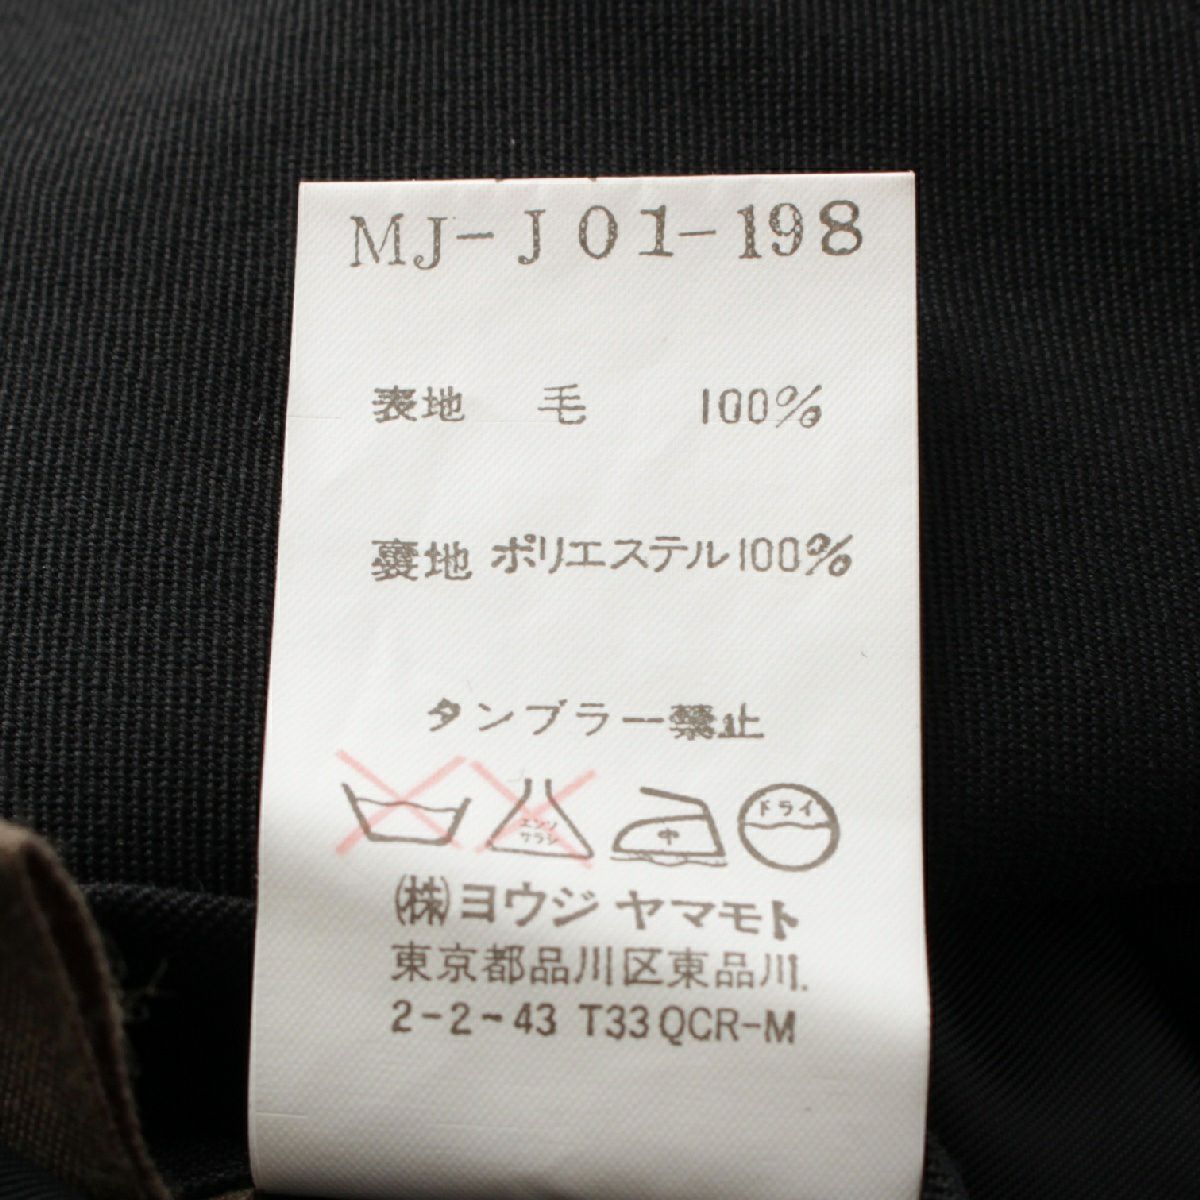 MJ-J01-198
表地 毛 100%
裏地 ポリエステル100%
タンブラー禁止
エンソ
サラシ
中
ドライ
(株)ヨウジヤマモト
東京都品川区東品川.
2-2-43 T33QCR-M